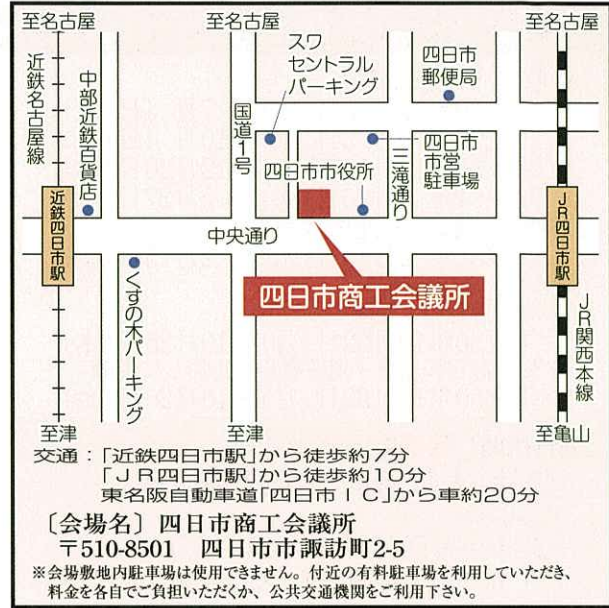 至名古屋
至名古屋
至名古屋
近鉄名古屋線
中部近鉄百貨店
国道1号
スワ
セントラル
パーキング
四日市
郵便局
四日市
市営
駐車場
三滝通り
四日市市役所
近鉄四日市駅
JR四日市駅
中央通り
四日市商工会議所
くすの木パーキング
JR関西本線
至津
至津
至亀山
交通：「近鉄四日市駅」から徒歩約7分
「JR四日市駅」から徒歩約10分
東名阪自動車道「四日市IC」から車約20分
〔会場名〕四日市商工会議所
〒510-8501 四日市市諏訪町2-5
※会場敷地内駐車場は使用できません。付近の有料駐車場を利用していただき、
料金を各自でご負担いただくか、公共交通機関をご利用下さい。